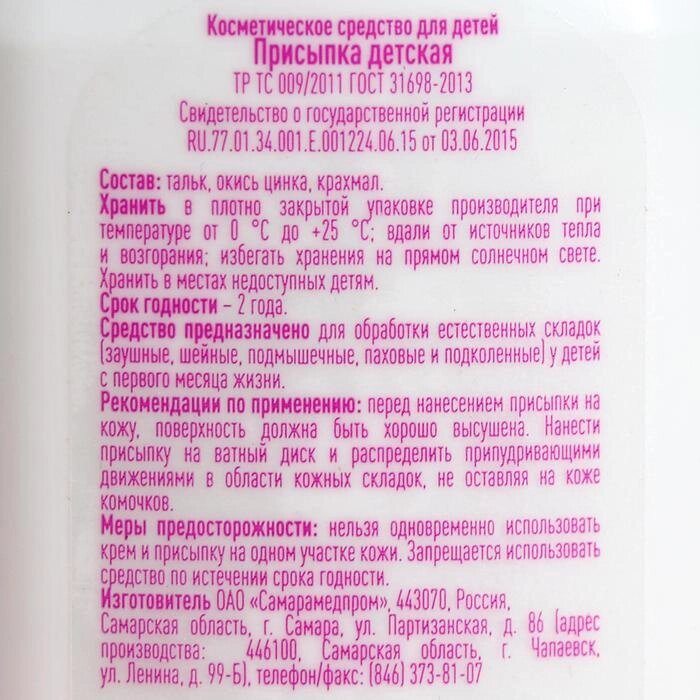 Косметическое средство для детей
Присыпка детская
ТР ТС 009/2011 ГОСТ 31698-2013
Свидетельство о государственной регистрации
RU.77.01.34.001.Е.001224.06.15 от 03.06.2015
Состав: тальк, окись цинка, крахмал.
Хранить в плотно закрытой упаковке производителя при
температуре от 0 °С до +25 °С; вдали от источников тепла
и возгорания; избегать хранения на прямом солнечном свете.
Хранить в местах недоступных детям.
Срок годности – 2 года.
Средство предназначено для обработки естественных складок
(заушные, шейные, подмышечные, паховые и подколенные) у детей
с первого месяца жизни.
Рекомендации по применению: перед нанесением присыпки на
кожу, поверхность должна быть хорошо высушена. Нанести
присыпку на ватный диск и распределить припудривающими
движениями в области кожных складок, не оставляя на коже
комочков.
Меры предосторожности: нельзя одновременно использовать
крем и присыпку на одном участке кожи. Запрещается использовать
средство по истечении срока годности.
Изготовитель ОАО «Самарамедпром», 443070, Россия,
Самарская область, г. Самара, ул. Партизанская, д. 86 (адрес
производства: 446100, Самарская область, г. Чапаевск,
ул. Ленина, д. 99-Б), телефон/факс: (846) 373-81-07